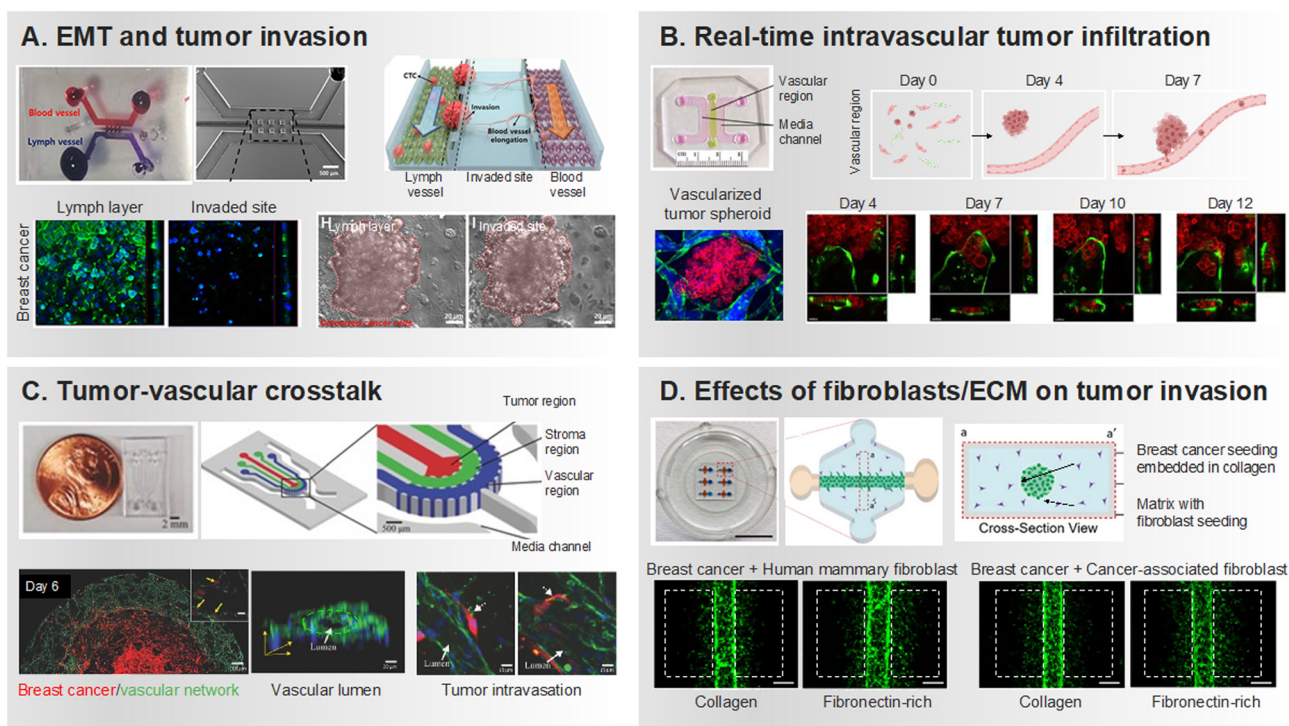 A. EMT and tumor invasion
Blood vessel
Lymph vessel
500 μm
CTC
Invasion
Blood vessel
elongation
Lymph
vessel
Invaded site
Blood
vessel
Breast cancer
Lymph layer
Invaded site
H Lymph layer
20 μm
I Invaded site
20 μm
B. Real-time intravascular tumor infiltration
Vascular
region
Media
channel
Vascular region
Day 0
Day 4
Day 7
Vascularized
tumor spheroid
Day 4
Day 7
Day 10
Day 12
C. Tumor-vascular crosstalk
2 mm
500 μm
Tumor region
Stroma
region
Vascular
region
Media channel
Day 6
Breast cancer/vascular network
Lumen
Vascular lumen
Lumen
Lumen
Tumor intravasation
D. Effects of fibroblasts/ECM on tumor invasion
a
a'
a
a'
Cross-Section View
Breast cancer seeding
embedded in collagen
Matrix with
fibroblast seeding
Breast cancer + Human mammary fibroblast
Breast cancer + Cancer-associated fibroblast
Collagen
Fibronectin-rich
Collagen
Fibronectin-rich